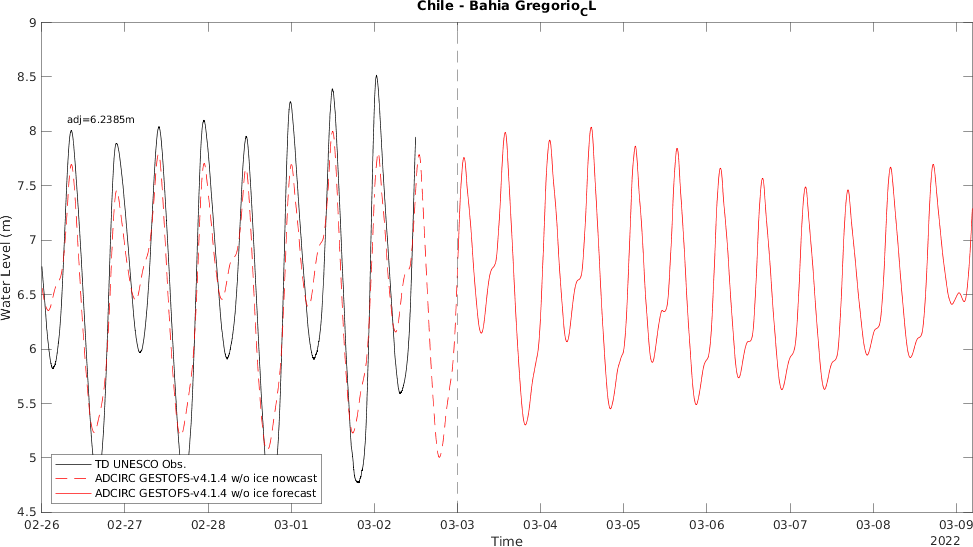 Chile - Bahia Gregorio_CL
9
8.5
8
7.5
7
6.5
6
5.5
5
4.5
Water Level (m)
adj=6.2385m
TD UNESCO Obs.
ADCIRC GESTOFS-v4.1.4 w/o ice nowcast
ADCIRC GESTOFS-v4.1.4 w/o ice forecast
02-26 02-27 02-28 03-01 03-02 03-03 03-04 03-05 03-06 03-07 03-08 03-09
Time
2022